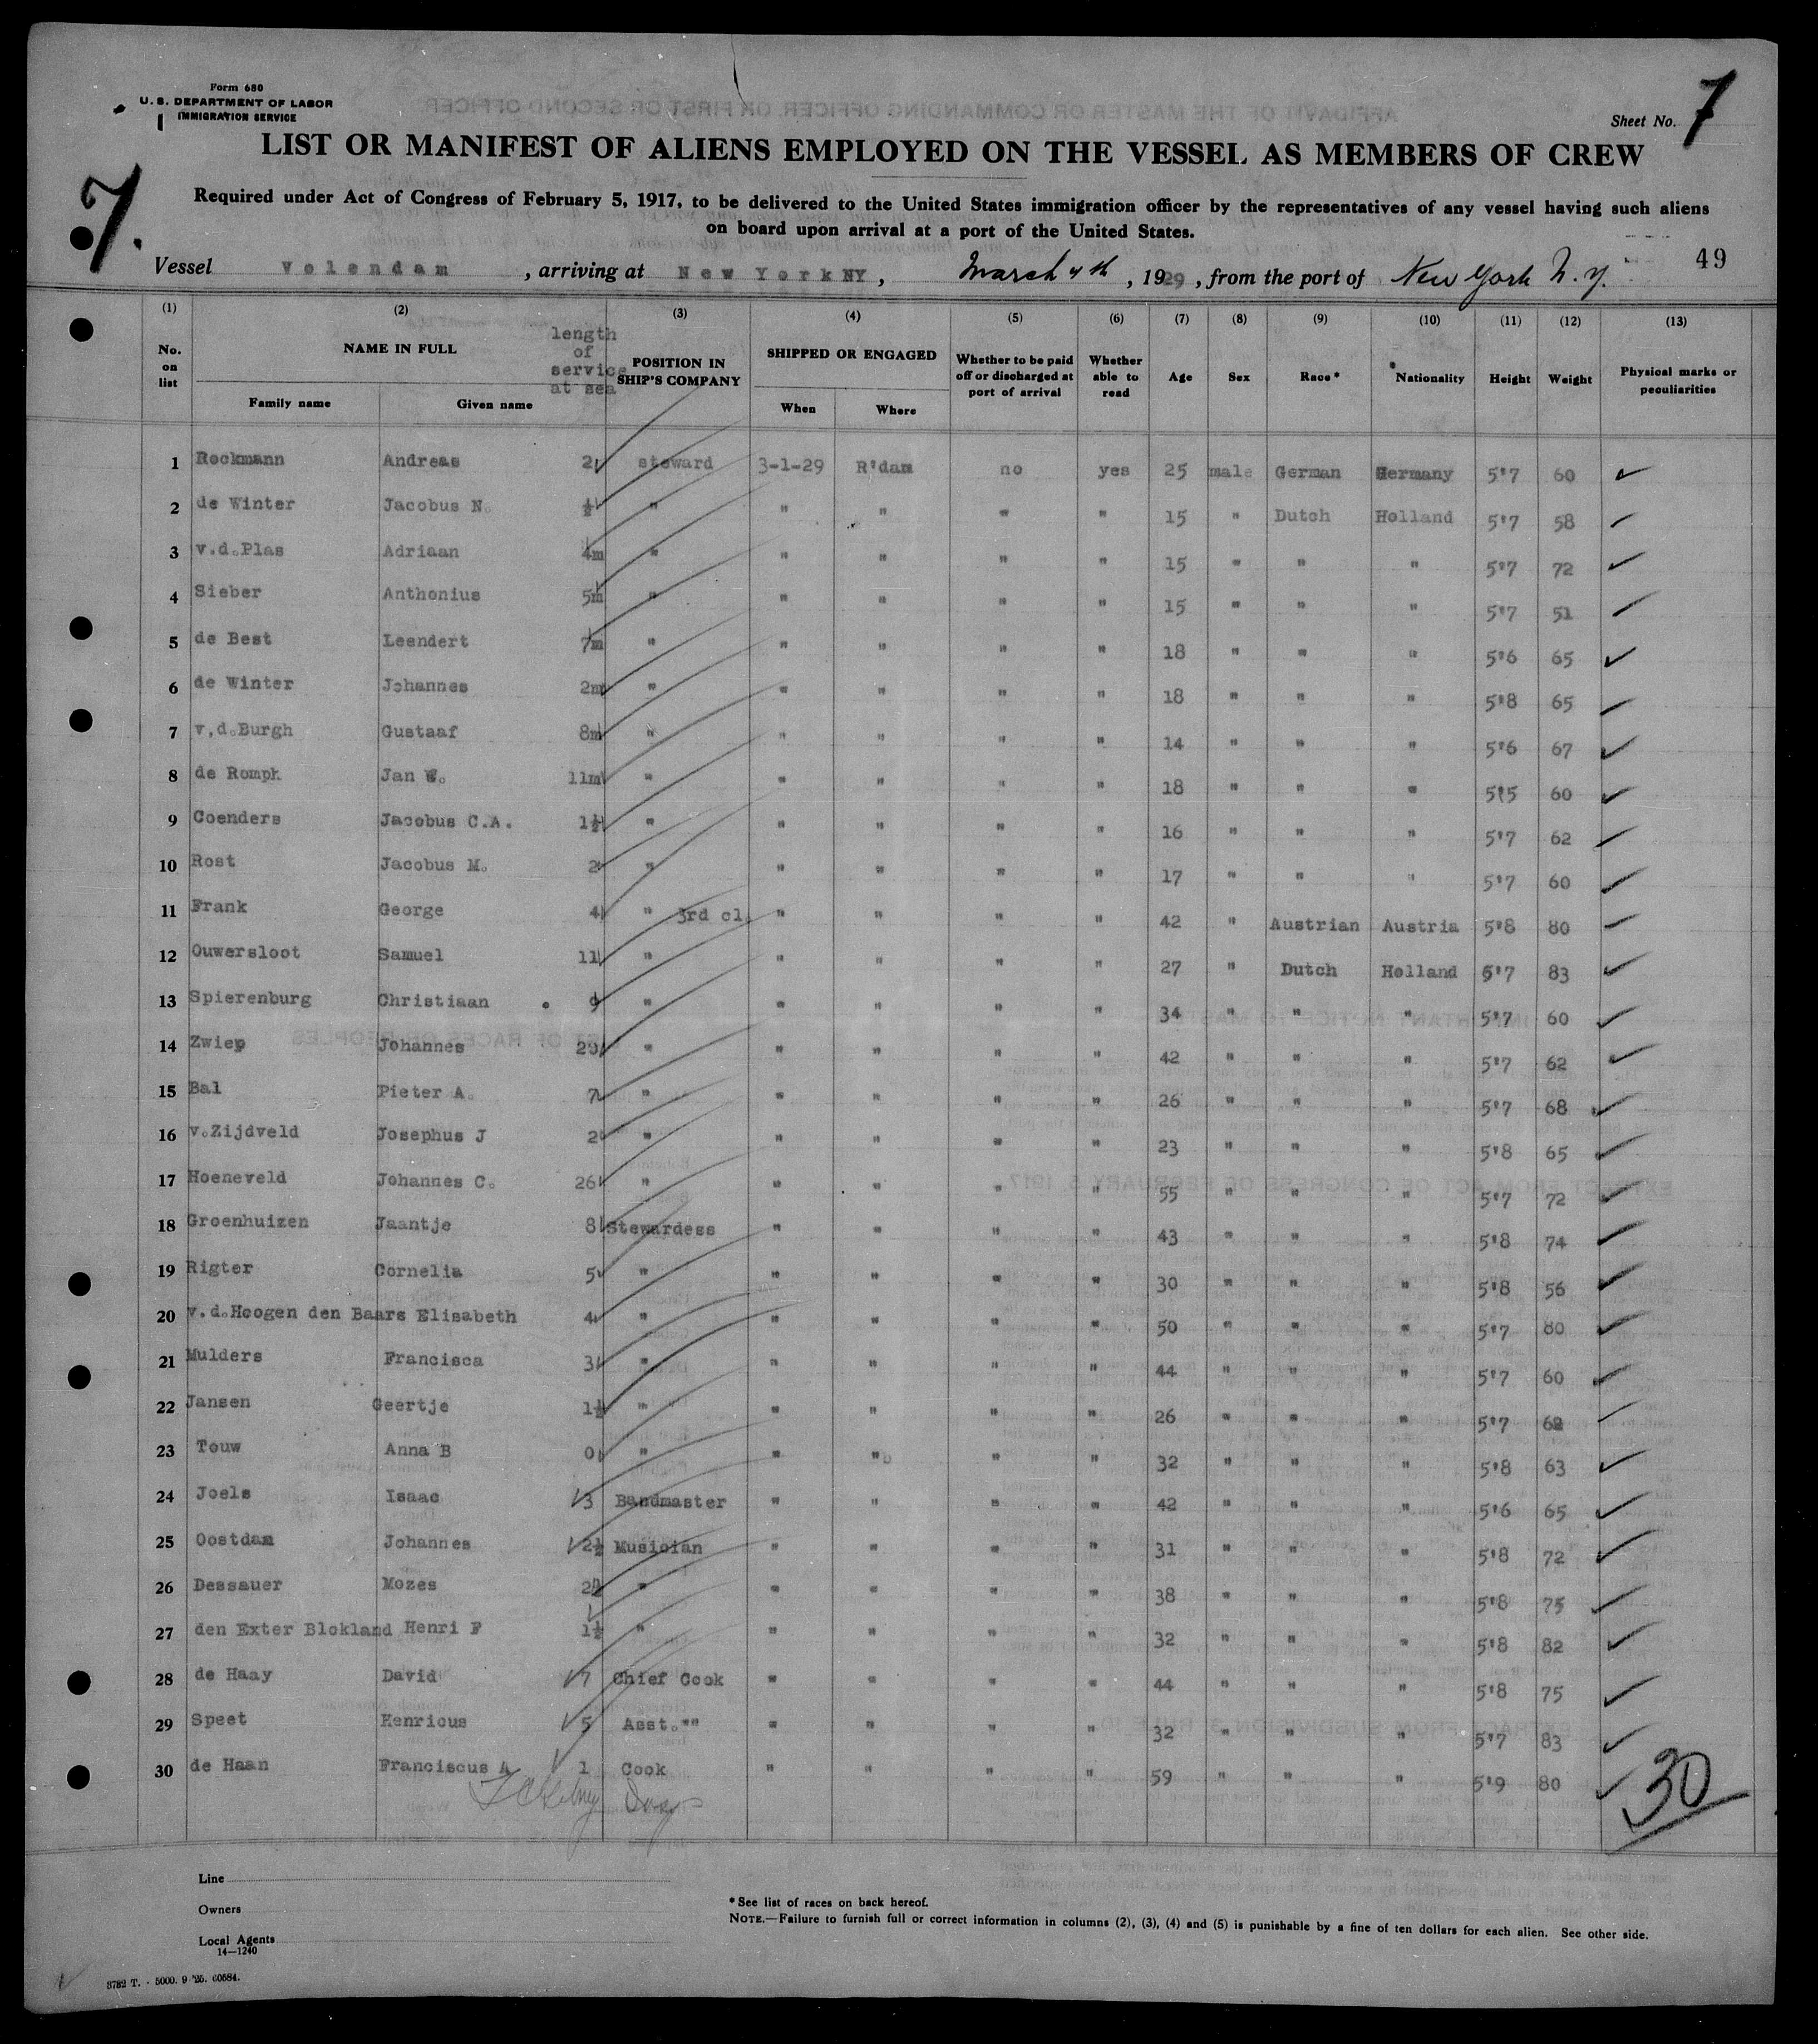 Form 680
U. S. DEPARTMENT OF LABOR
IMMIGRATION SERVICE
Sheet No. 7
LIST OR MANIFEST OF ALIENS EMPLOYED ON THE VESSEL AS MEMBERS OF CREW
7.
Required under Act of Congress of February 5, 1917, to be delivered to the United States immigration officer by the representatives of any vessel having such aliens
on board upon arrival at a port of the United States.
49
Vessel Volendam , arriving at New York NY , March 4th , 1929 , from the port of New York N.Y.
(1) (2) (3) (4) (5) (6) (7) (8) (9) (10) (11) (12) (13)
No. on list NAME IN FULL length of service at sea POSITION IN SHIP'S COMPANY SHIPPED OR ENGAGED Whether to be paid off or discharged at port of arrival Whether able to read Age Sex Race* Nationality Height Weight Physical marks or peculiarities
Family name Given name When Where
1 Rockmann Andreas 2 steward 3-1-29 R'dam no yes 25 male German Germany 5'7 60 ✓
2 de Winter Jacobus N. ½ " " " " " 15 " Dutch Holland 5'7 58 ✓
3 v.d.Plas Adriaan 4m " " " " " 15 " " " 5'7 72 ✓
4 Sieber Anthonius 5m " " " " " 15 " " " 5'7 51 ✓
5 de Best Leendert 7m " " " " " 18 " " " 5'6 65 ✓
6 de Winter Johannes 2m " " " " " 18 " " " 5'8 65 ✓
7 v.d.Burgh Gustaaf 8m " " " " " 14 " " " 5'6 67 ✓
8 de Romph Jan W. 11m " " " " " 18 " " " 5'5 60 ✓
9 Coenders Jacobus C.A. 1½ " " " " " 16 " " " 5'7 62 ✓
10 Rost Jacobus M. 2 " " " " " 17 " " " 5'7 60 ✓
11 Frank George 4 " 3rd cl. " " " " 42 " Austrian Austria 5'8 80 ✓
12 Ouwersloot Samuel 11 " " " " " 27 " Dutch Holland 5'7 83 ✓
13 Spierenburg Christiaan 9 " " " " " 34 " " " 5'7 60 ✓
14 Zwiep Johannes 20 " " " " " 42 " " " 5'7 62 ✓
15 Bal Pieter A. 7 " " " " " 26 " " " 5'7 68 ✓
16 v.Zijdveld Josephus J 2 " " " " " 23 " " " 5'8 65 ✓
17 Hoeneveld Johannes C. 26 " " " " " 55 " " " 5'7 72 ✓
18 Groenhuizen Jaantje 8 Stewardess " " " " 43 " " " 5'8 74 ✓
19 Rigter Cornelia 5 " " " " " 30 " " " 5'8 56 ✓
20 v.d.Hoogen den Baars Elisabeth 4 " " " " " 50 " " " 5'7 80 ✓
21 Mulders Francisca 3 " " " " " 44 " " " 5'7 60 ✓
22 Jansen Geertje 1½ " " " " " 26 " " " 5'7 62 ✓
23 Touw Anna B 0 " " " " " 32 " " " 5'8 63 ✓
24 Joels Isaac 3 Bandmaster " " " " 42 " " " 5'6 65 ✓
25 Oostdam Johannes 2½ Musician " " " " 31 " " " 5'8 72 ✓
26 Dessauer Mozes 2½ " " " " " 38 " " " 5'8 75 ✓
27 den Exter Blokland Henri F 1½ " " " " " 32 " " " 5'8 82 ✓
28 de Haay David 7 Chief Cook " " " " 44 " " " 5'8 75 ✓
29 Speet Henricus 5 Asst."" " " " " 32 " " " 5'7 83 ✓
30 de Haan Franciscus A 1 Cook " " " " 59 " " " 5'9 80 ✓
30
Line
Owners
Local Agents
14—1240
* See list of races on back hereof.
NOTE.—Failure to furnish full or correct information in columns (2), (3), (4) and (5) is punishable by a fine of ten dollars for each alien. See other side.
3782 T. - 5000. 9 '25. 60584.